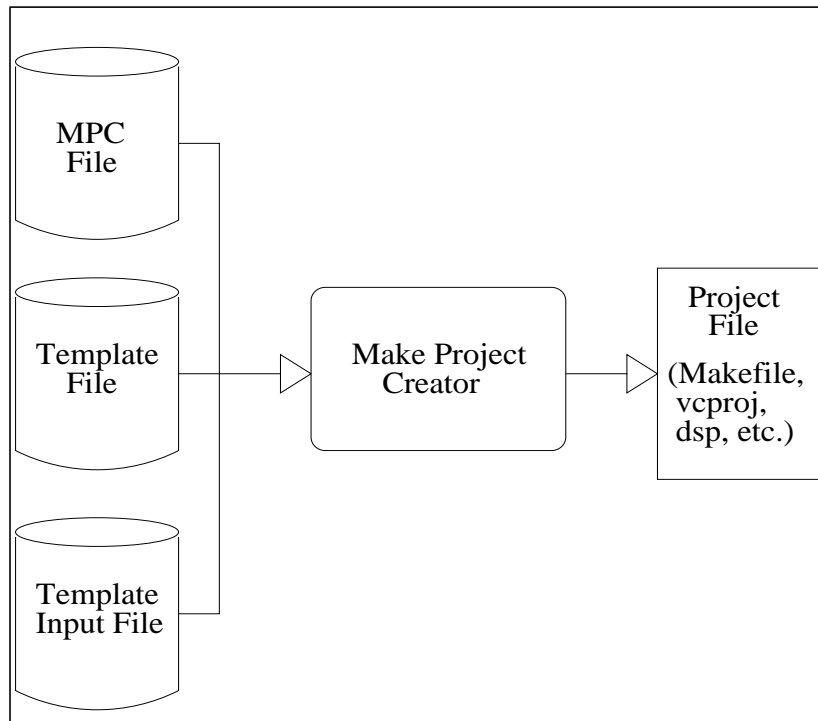 MPC
File
Template
File
Template
Input File
Make Project
Creator
Project
File
(Makefile,
vcproj,
dsp, etc.)